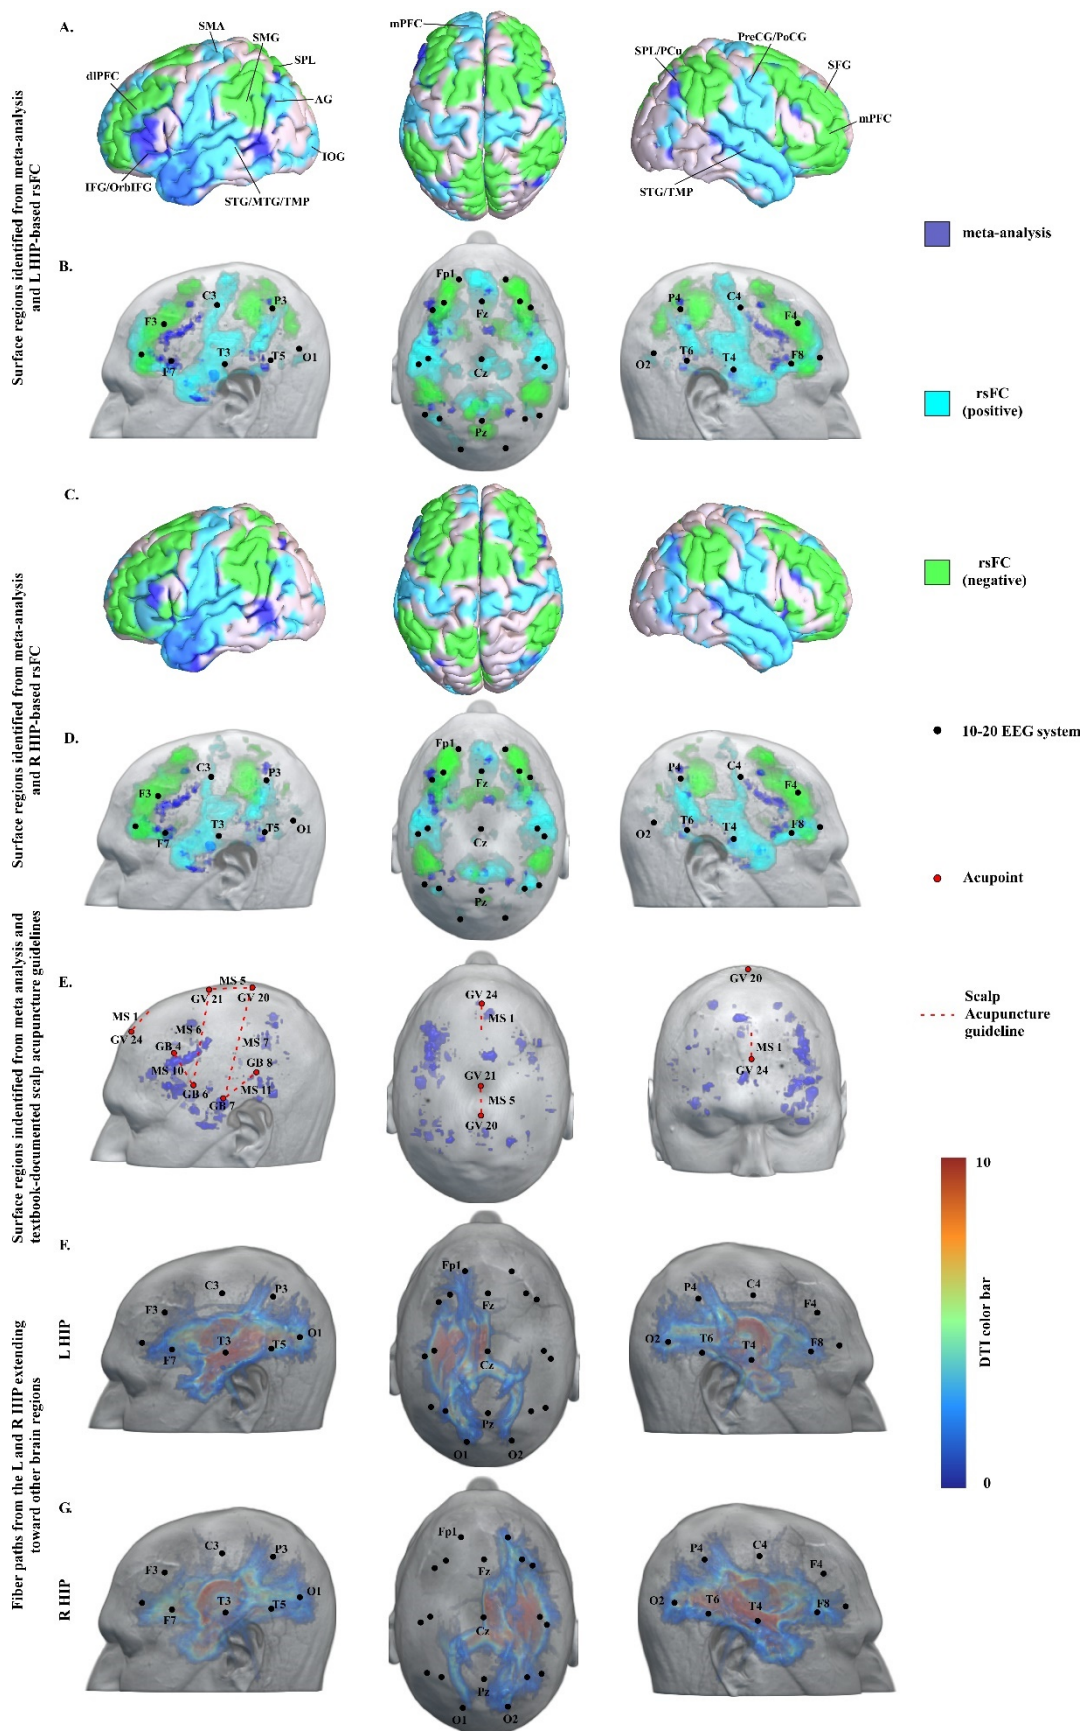 A.
SMA
SMG
SPL
dlPFC
AG
IOG
IFG/OrbIFG
STG/MTG/TMP
mPFC
PreCG/PoCG
SPL/PCu
SFG
mPFC
STG/TMP
Surface regions identified from meta-analysis
and L HIP-based rsFC
meta-analysis
B.
C3
P3
F3
T3
T5
O1
F7
Fp1
Fz
Cz
Pz
P4
C4
F4
O2
T6
T4
F8
rsFC
(positive)
C.
rsFC
(negative)
Surface regions identified from meta-analysis
and R HIP-based rsFC
D.
C3
P3
F3
T3
T5
O1
F7
Fp1
Fz
Cz
Pz
P4
C4
F4
O2
T6
T4
F8
10-20 EEG system
Acupoint
Surface regions indentified from meta analysis and
textbook-documented scalp acupuncture guidelines
E.
MS 5
GV 21
GV 20
MS 1
GV 24
MS 6
GB 4
MS 7
MS 10
GB 8
GB 6
MS 11
GB 7
GV 24
MS 1
GV 21
MS 5
GV 20
GV 20
MS 1
GV 24
Scalp
Acupuncture
guideline
10
DTI color bar
0
Fiber paths from the L and R HIP extending
toward other brain regions
L HIP
F.
C3
P3
F3
T3
T5
O1
F7
Fp1
Fz
Cz
Pz
O1
O2
P4
C4
F4
O2
T6
T4
F8
R HIP
G.
C3
P3
F3
T3
T5
O1
F7
Fp1
Fz
Cz
Pz
O1
O2
P4
C4
F4
O2
T6
T4
F8